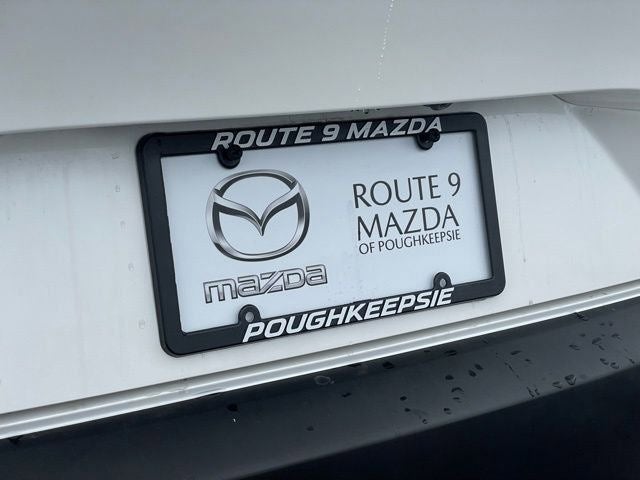 ROUTE 9 MAZDA
ROUTE 9
MAZDA
OF POUGHKEEPSIE
mazda
POUGHKEEPSIE